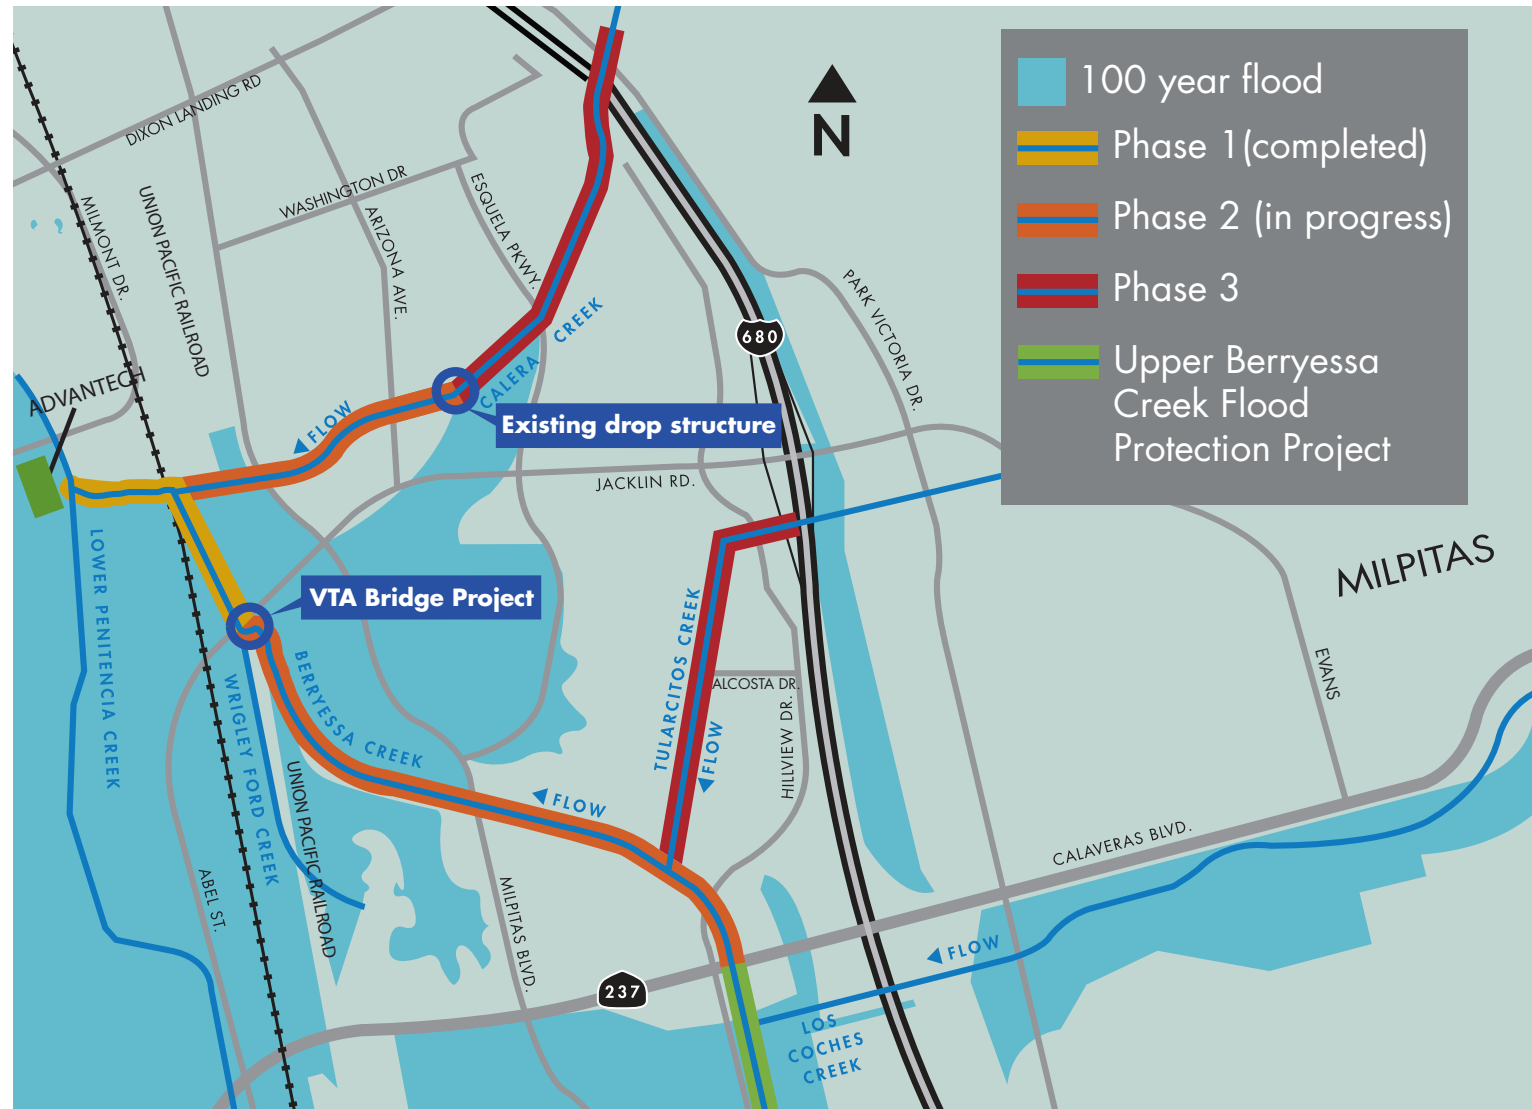 100 year flood
Phase 1(completed)
Phase 2 (in progress)
Phase 3
Upper Berryessa
Creek Flood
Protection Project
N
DIXON LANDING RD
WASHINGTON DR
MILMONT DR.
UNION PACIFIC RAILROAD
ARIZONA AVE.
ESQUELA PKWY.
CALERA CREEK
680
PARK VICTORIA DR.
ADVANTECH
FLOW
Existing drop structure
JACKLIN RD.
MILPITAS
VTA Bridge Project
LOWER PENITENCIA CREEK
WRIGLEY FORD CREEK
BERRYESSA CREEK
TULARCITOS CREEK
FLOW
ALCOSTA DR.
HILLVIEW DR.
EVANS
FLOW
UNION PACIFIC RAILROAD
ABEL ST.
MILPITAS BLVD.
CALAVERAS BLVD.
FLOW
237
LOS
COCHES
CREEK